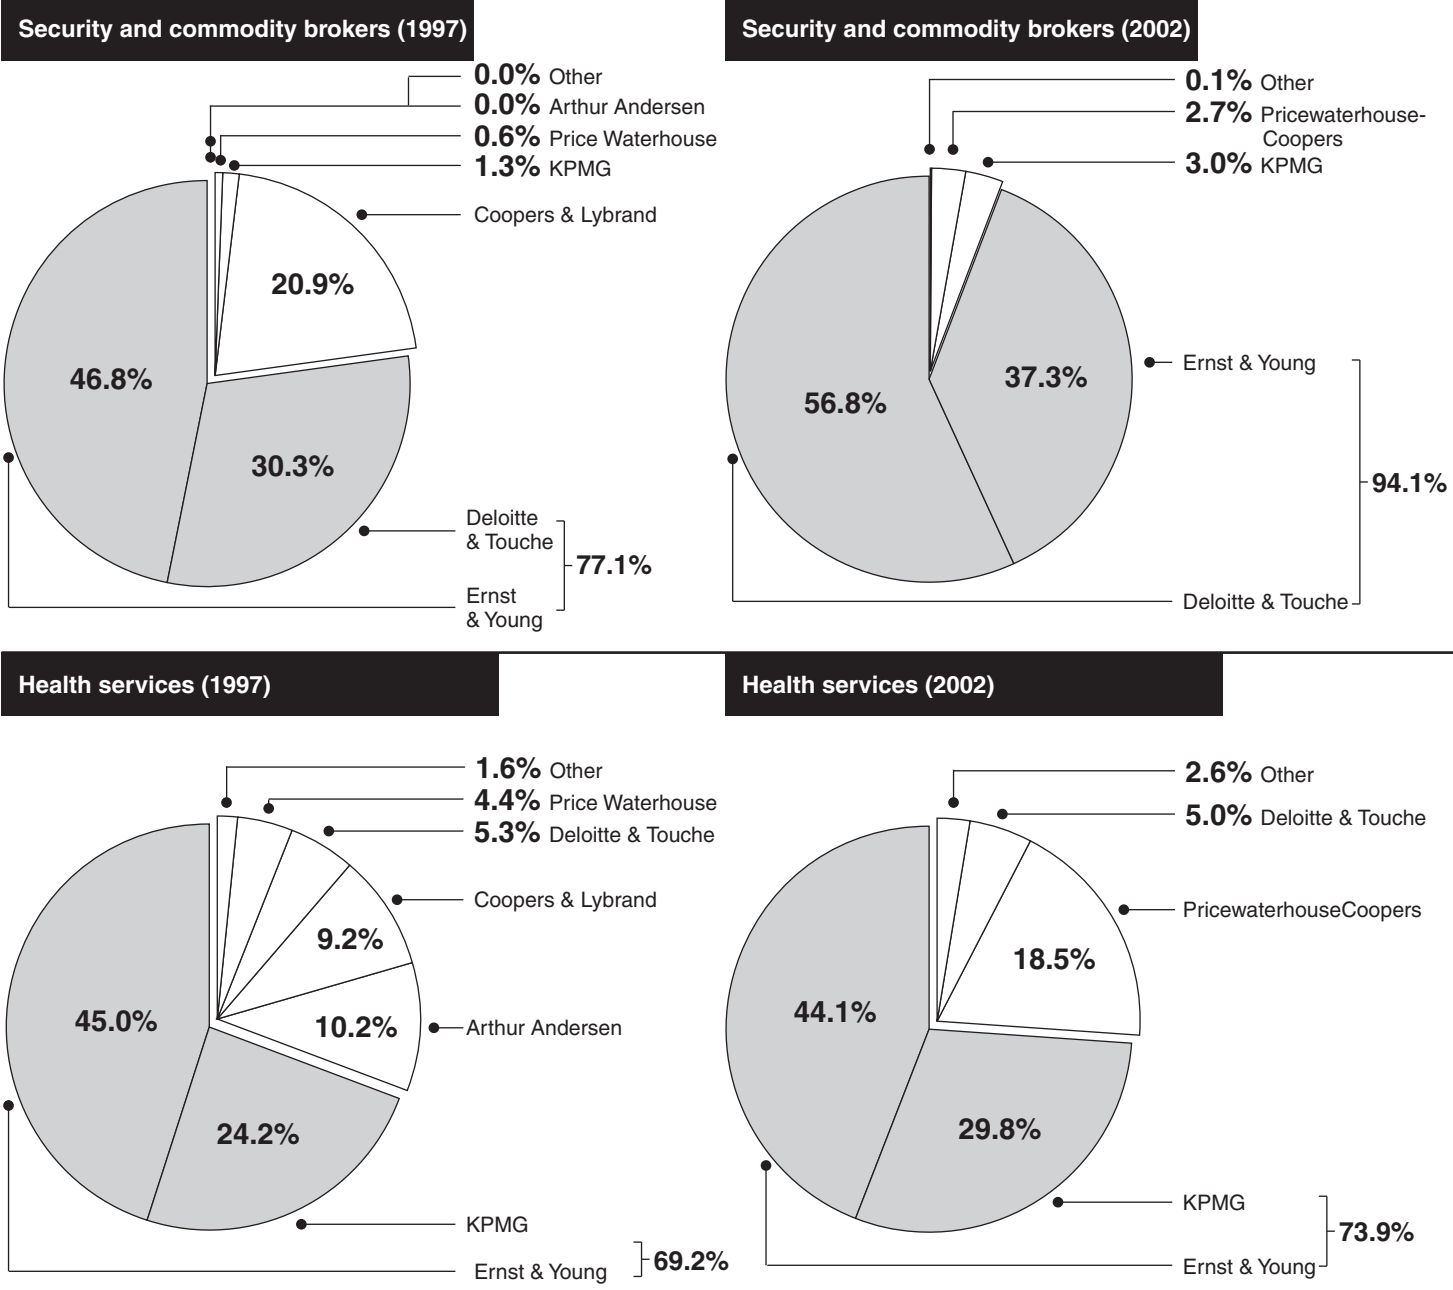 Security and commodity brokers (1997)
0.0% Other
0.0% Arthur Andersen
0.6% Price Waterhouse
1.3% KPMG
Coopers & Lybrand
20.9%
46.8%
30.3%
Deloitte
& Touche
77.1%
Ernst
& Young
Security and commodity brokers (2002)
0.1% Other
2.7% Pricewaterhouse-
Coopers
3.0% KPMG
Ernst & Young
37.3%
56.8%
94.1%
Deloitte & Touche
Health services (1997)
1.6% Other
4.4% Price Waterhouse
5.3% Deloitte & Touche
Coopers & Lybrand
9.2%
45.0%
10.2%
Arthur Andersen
24.2%
KPMG
69.2%
Ernst & Young
Health services (2002)
2.6% Other
5.0% Deloitte & Touche
PricewaterhouseCoopers
18.5%
44.1%
29.8%
KPMG
73.9%
Ernst & Young